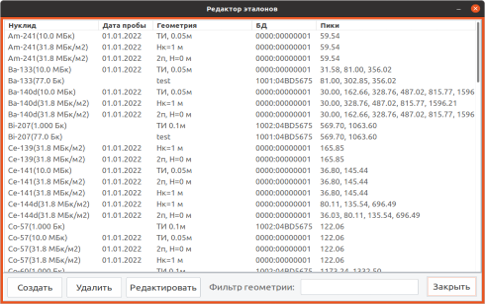 Редактор эталонов
Нуклид Дата пробы Геометрия БД Пики
Am-241(10.0 МБк) 01.01.2022 ТИ, 0.05м 0000:00000001 59.54
Am-241(31.8 МБк/м2) 01.01.2022 Нк=1 м 0000:00000001 59.54
Am-241(31.8 МБк/м2) 01.01.2022 2п, Н=0 м 0000:00000001 59.54
Ba-133(10.0 МБк) 01.01.2022 ТИ, 0.05м 0000:00000001 31.58, 81.00, 356.02
Ba-133(77.0 Бк) test 1001:04BD5675 81.00, 302.85, 356.02
Ba-140d(10.0 МБк) 01.01.2022 ТИ, 0.05м 0000:00000001 30.00, 162.66, 328.76, 487.02, 815.77, 1596
Ba-140d(31.8 МБк/м2) 01.01.2022 Нк=1 м 0000:00000001 30.00, 328.76, 487.02, 815.77, 1596.21
Ba-140d(31.8 МБк/м2) 01.01.2022 2п, Н=0 м 0000:00000001 30.00, 162.66, 328.76, 487.02, 815.77, 1596
Bi-207(1.000 Бк) ТИ 0.1м 1002:04BD5675 569.70, 1063.60
Bi-207(77.0 Бк) test 1001:04BD5675 569.70, 1063.60
Ce-139(31.8 МБк/м2) 01.01.2022 Нк=1 м 0000:00000001 165.85
Ce-139(31.8 МБк/м2) 01.01.2022 2п, Н=0 м 0000:00000001 165.85
Ce-141(10.0 МБк) 01.01.2022 ТИ, 0.05м 0000:00000001 36.80, 145.44
Ce-141(31.8 МБк/м2) 01.01.2022 2п, Н=0 м 0000:00000001 36.80, 145.44
Ce-141(31.8 МБк/м2) 01.01.2022 Нк=1 м 0000:00000001 36.80, 145.44
Ce-144d(31.8 МБк/м2) 01.01.2022 Нк=1 м 0000:00000001 80.11, 135.54, 696.49
Ce-144d(31.8 МБк/м2) 01.01.2022 2п, Н=0 м 0000:00000001 36.03, 80.11, 135.54, 696.49
Co-57(1.000 Бк) ТИ 0.1м 1002:04BD5675 122.06
Co-57(10.0 МБк) 01.01.2022 ТИ, 0.05м 0000:00000001 122.06
Co-57(31.8 МБк/м2) 01.01.2022 2п, Н=0 м 0000:00000001 122.06
Co-57(31.8 МБк/м2) 01.01.2022 Нк=1 м 0000:00000001 122.06
Co-60(1.000 Бк) ТИ 0.1м 1002:04BD5675 1173.24, 1332.50
Создать Удалить Редактировать Фильтр геометрии: Закрыть